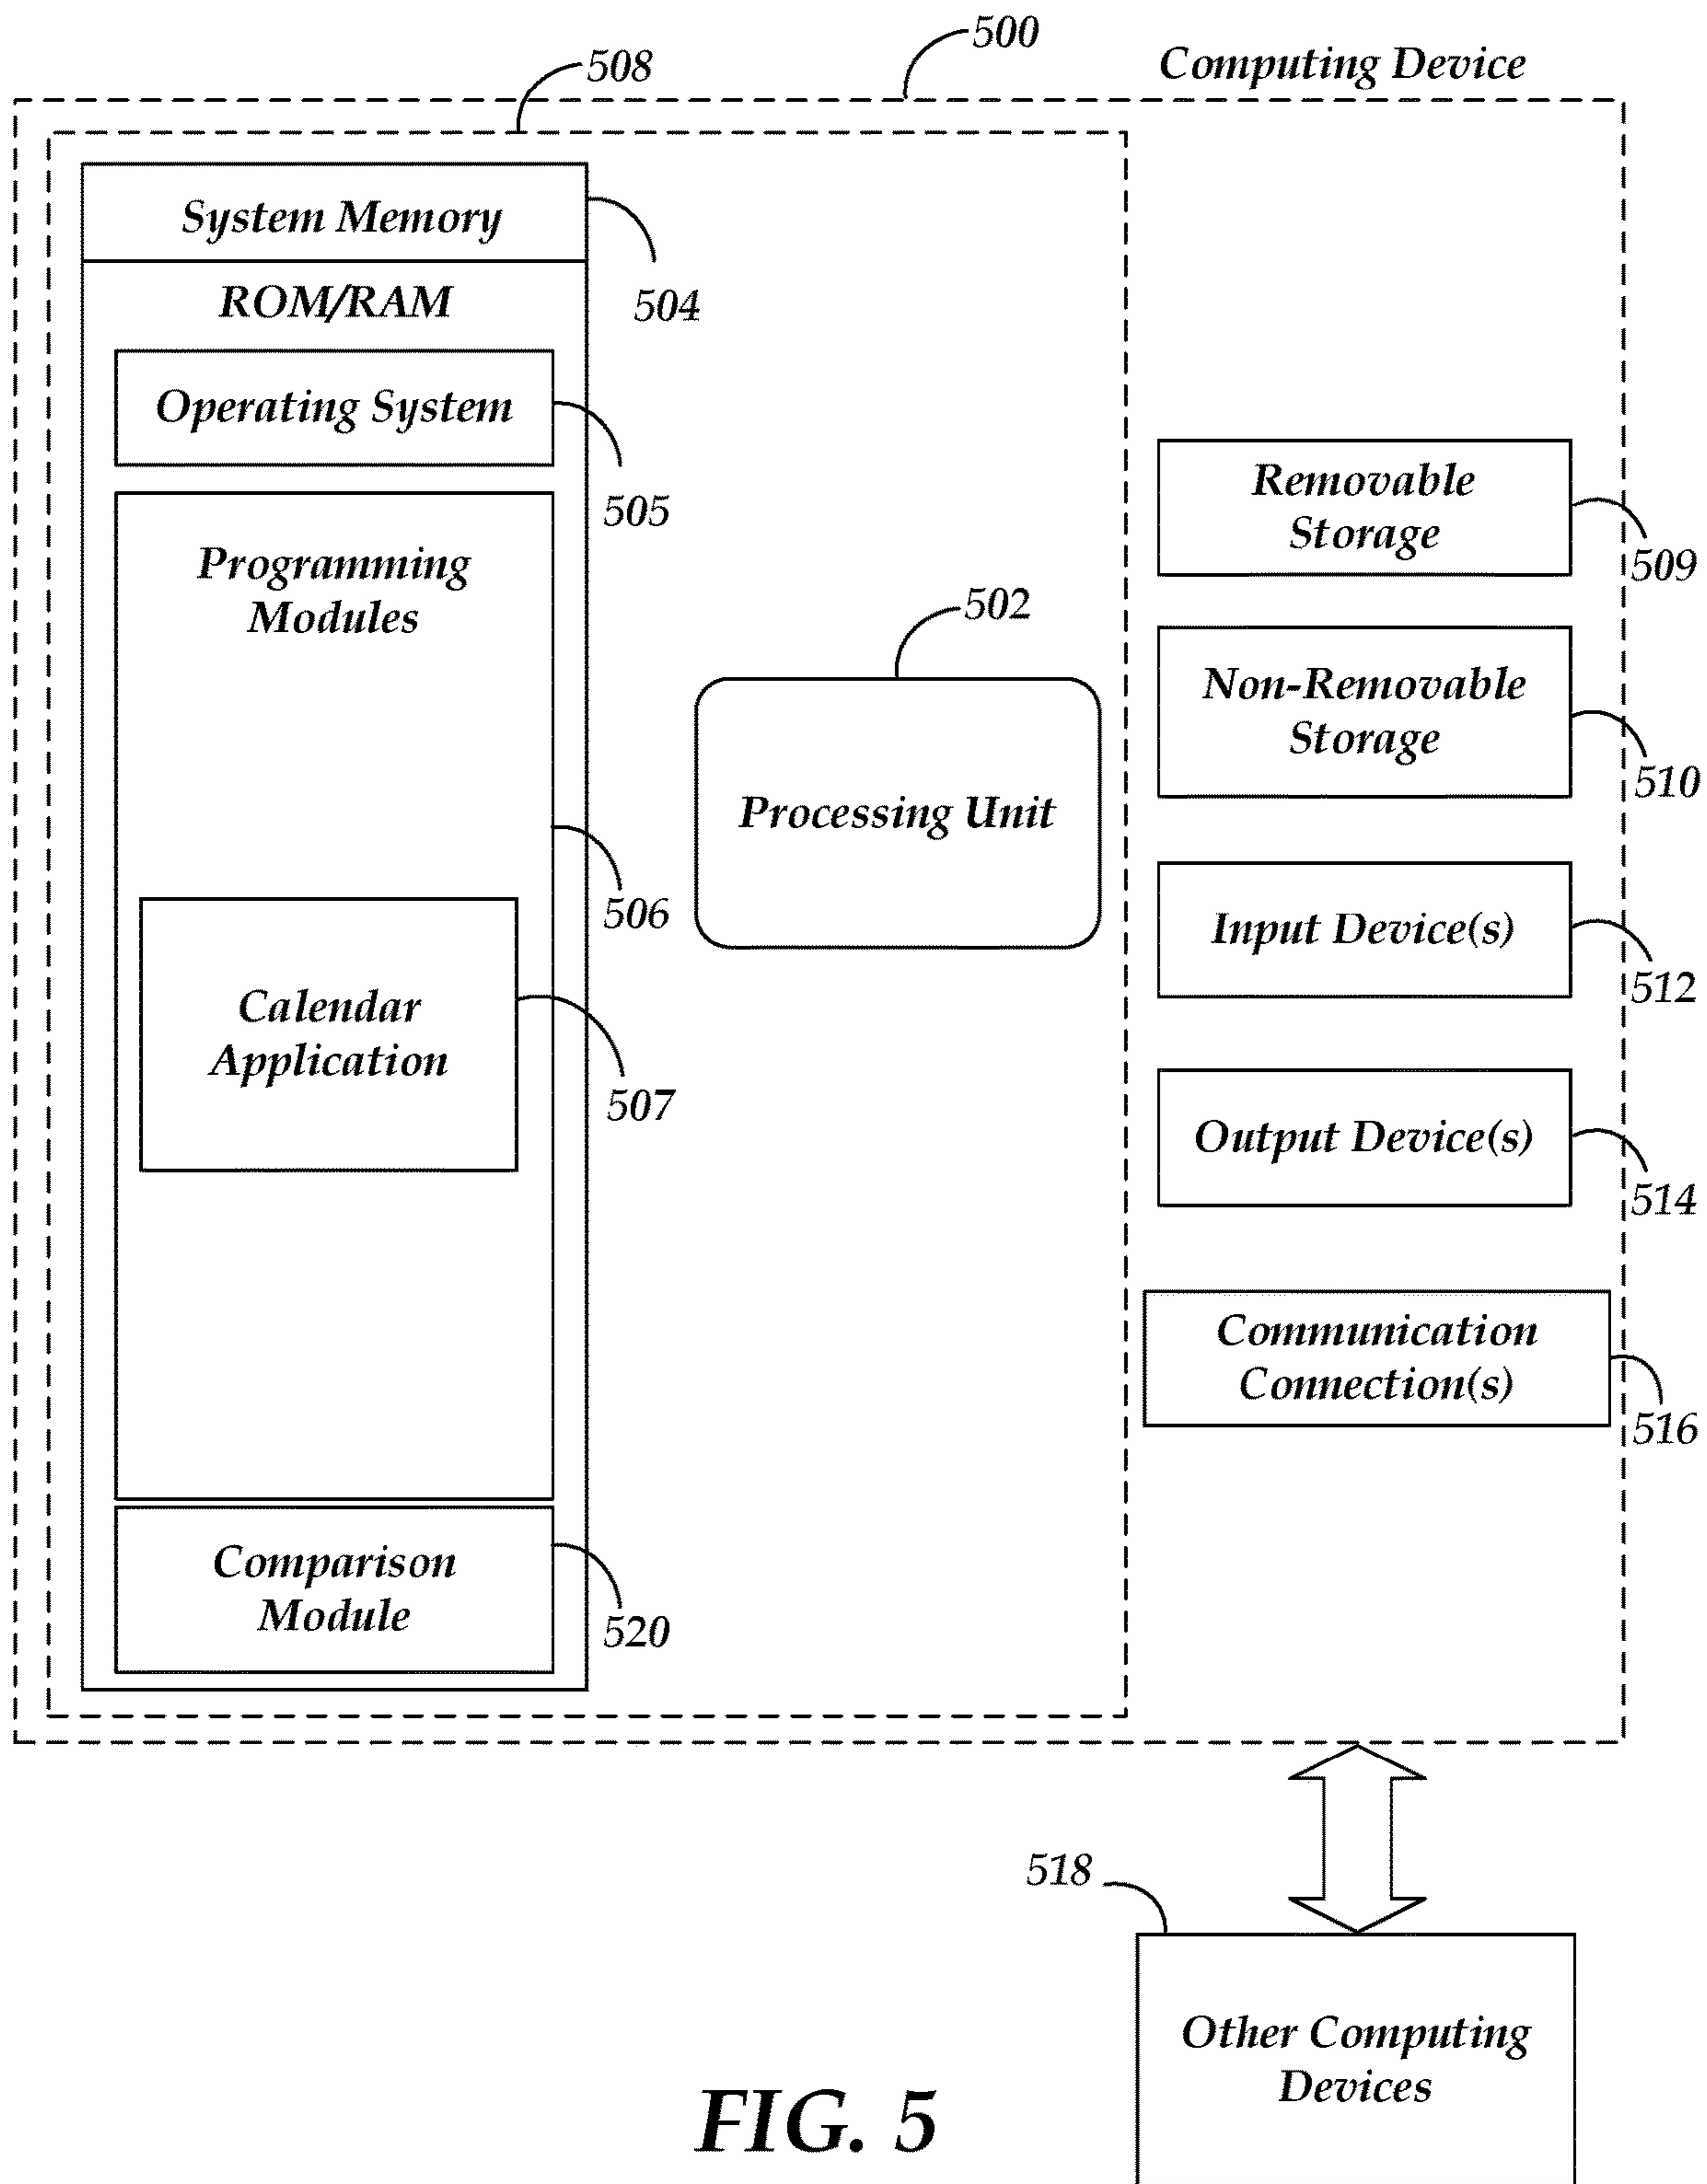 500
Computing Device
508
System Memory
504
ROM/RAM
Operating System
505
Programming
Modules
506
Calendar
Application
507
Comparison
Module
520
502
Processing Unit
Removable
Storage
509
Non-Removable
Storage
510
Input Device(s)
512
Output Device(s)
514
Communication
Connection(s)
516
518
Other Computing
Devices
FIG. 5